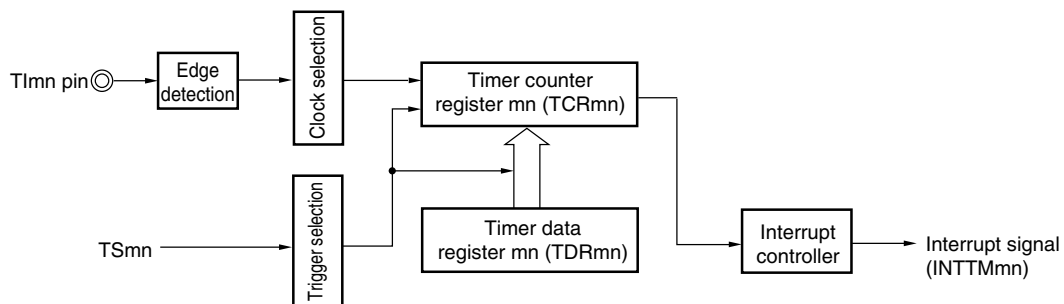 TImn pin
Edge
detection
Clock selection
Timer counter
register mn (TCRmn)
TSmn
Trigger selection
Timer data
register mn (TDRmn)
Interrupt
controller
Interrupt signal
(INTTMmn)